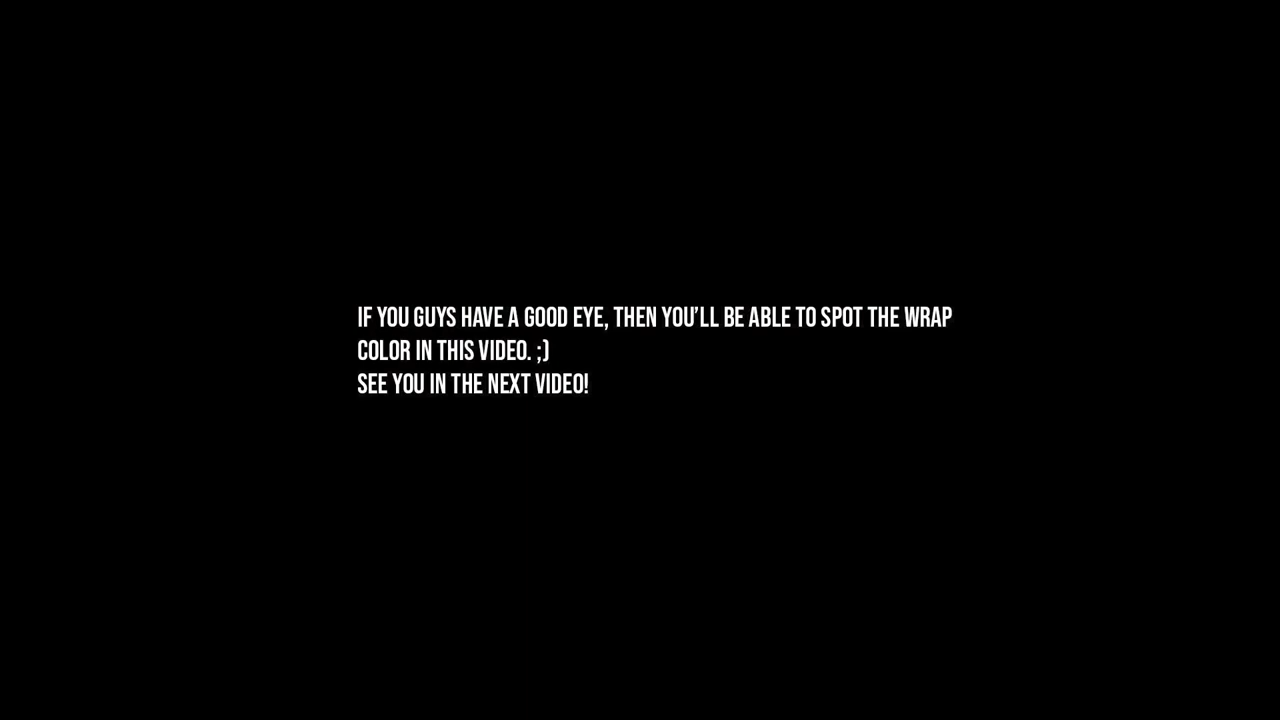 IF YOU GUYS HAVE A GOOD EYE, THEN YOU’LL BE ABLE TO SPOT THE WRAP
COLOR IN THIS VIDEO. ;)
SEE YOU IN THE NEXT VIDEO!